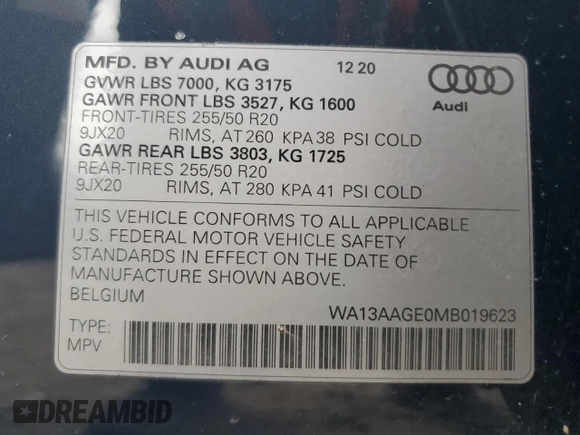 MFD. BY AUDI AG 12 20
GVWR LBS 7000, KG 3175
GAWR FRONT LBS 3527, KG 1600
Audi
FRONT-TIRES 255/50 R20
9JX20 RIMS, AT 260 KPA 38 PSI COLD
GAWR REAR LBS 3803, KG 1725
REAR-TIRES 255/50 R20
9JX20 RIMS, AT 280 KPA 41 PSI COLD
THIS VEHICLE CONFORMS TO ALL APPLICABLE
U.S. FEDERAL MOTOR VEHICLE SAFETY
STANDARDS IN EFFECT ON THE DATE OF
MANUFACTURE SHOWN ABOVE.
BELGIUM WA13AAGE0MB019623
TYPE:
MPV
DREAMBID